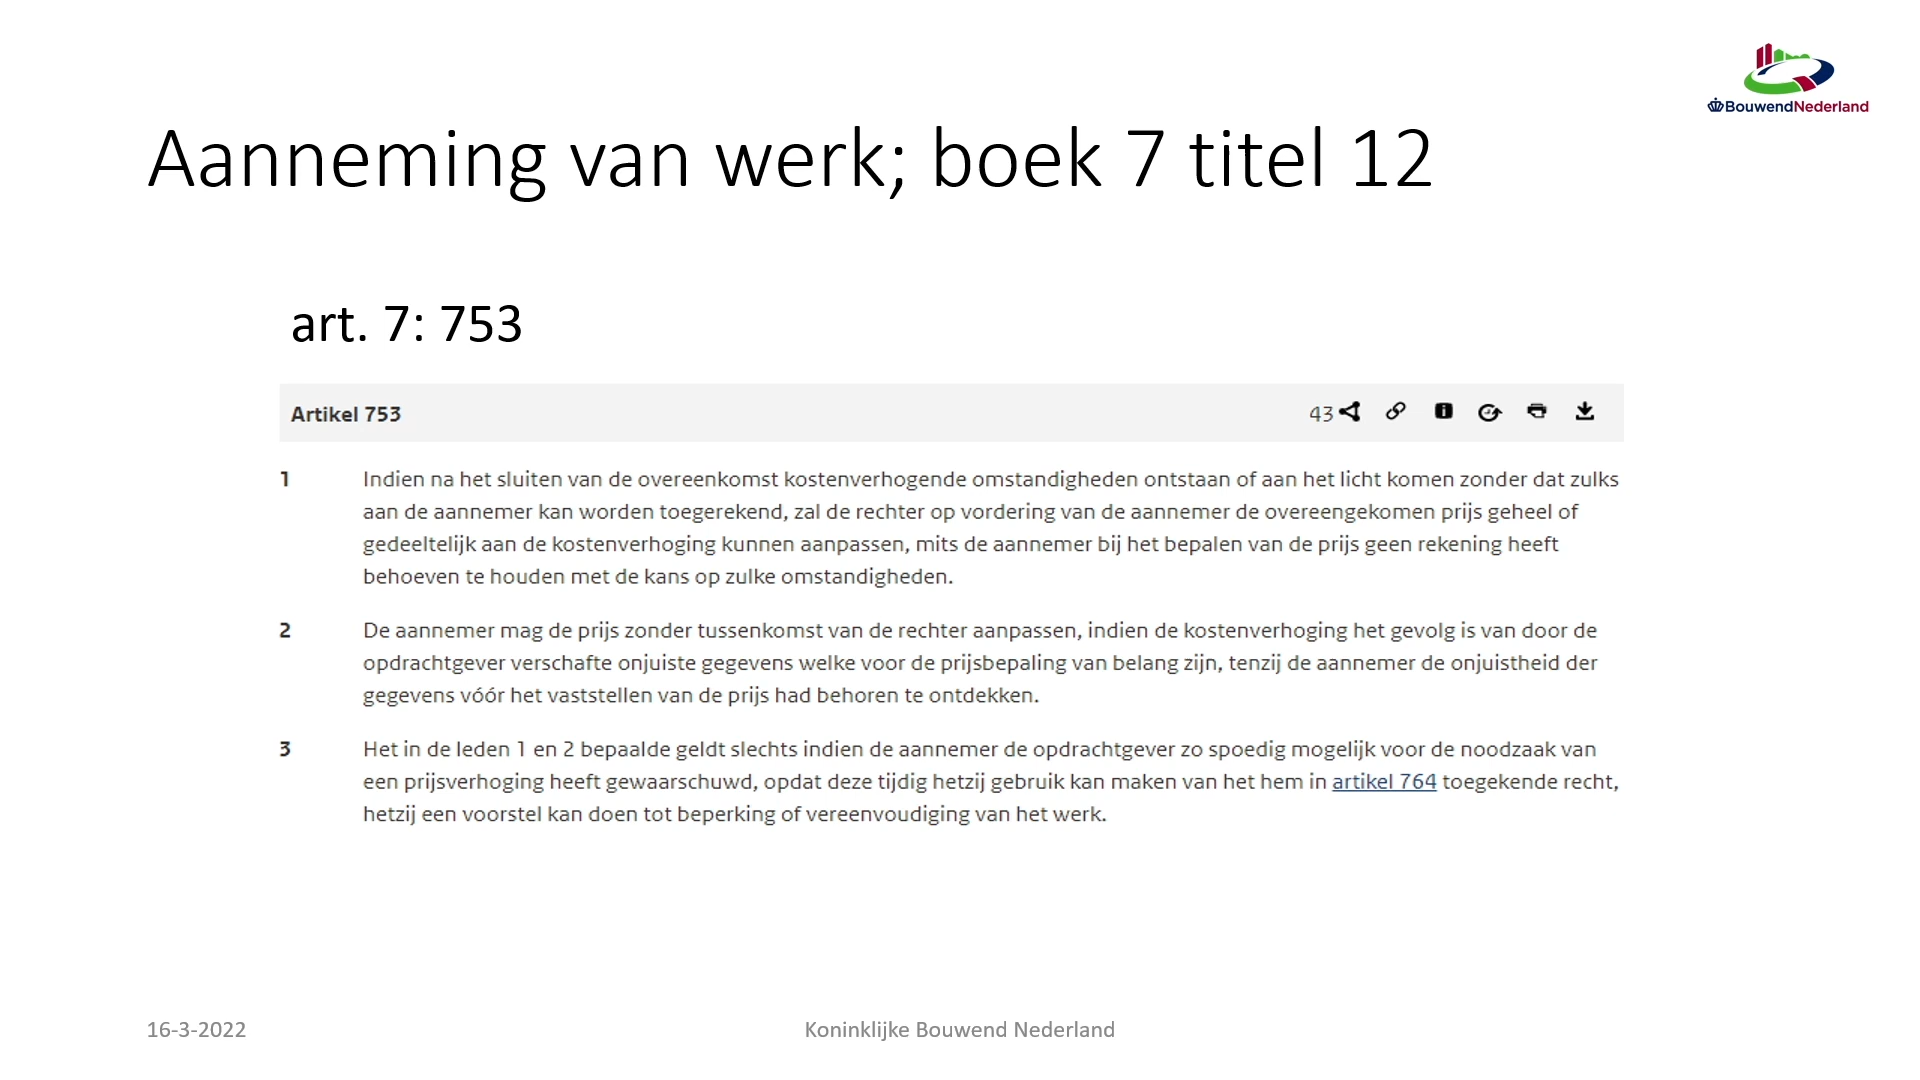 BouwendNederland
Aanneming van werk; boek 7 titel 12
art. 7: 753
Artikel 753
43
1 Indien na het sluiten van de overeenkomst kostenverhogende omstandigheden ontstaan of aan het licht komen zonder dat zulks
aan de aannemer kan worden toegerekend, zal de rechter op vordering van de aannemer de overeengekomen prijs geheel of
gedeeltelijk aan de kostenverhoging kunnen aanpassen, mits de aannemer bij het bepalen van de prijs geen rekening heeft
behoeven te houden met de kans op zulke omstandigheden.
2 De aannemer mag de prijs zonder tussenkomst van de rechter aanpassen, indien de kostenverhoging het gevolg is van door de
opdrachtgever verschafte onjuiste gegevens welke voor de prijsbepaling van belang zijn, tenzij de aannemer de onjuistheid der
gegevens vóór het vaststellen van de prijs had behoren te ontdekken.
3 Het in de leden 1 en 2 bepaalde geldt slechts indien de aannemer de opdrachtgever zo spoedig mogelijk voor de noodzaak van
een prijsverhoging heeft gewaarschuwd, opdat deze tijdig hetzij gebruik kan maken van het hem in artikel 764 toegekende recht,
hetzij een voorstel kan doen tot beperking of vereenvoudiging van het werk.
16-3-2022
Koninklijke Bouwend Nederland